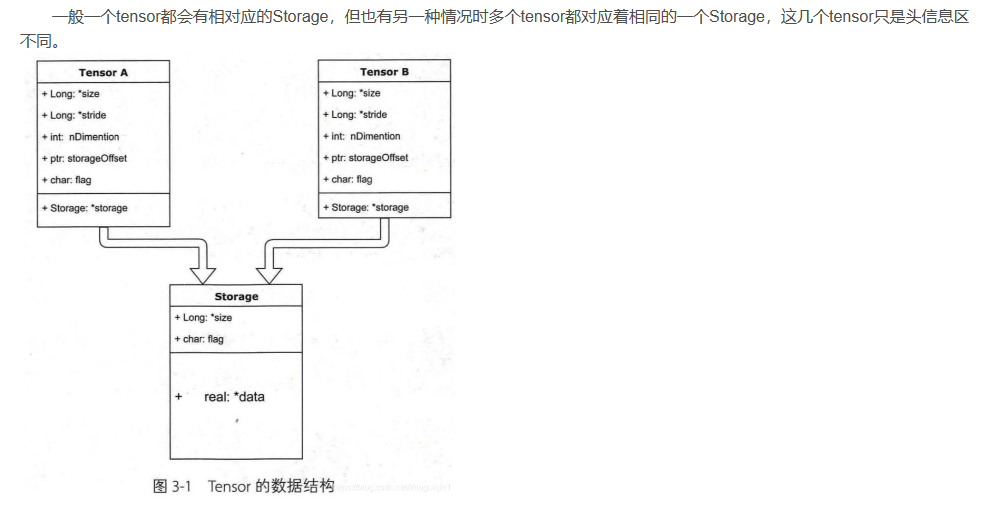 一般一个tensor都会有相对应的Storage，但也有另一种情况时多个tensor都对应着相同的一个Storage，这几个tensor只是头信息区
不同。
Tensor A
+ Long: *size
+ Long: *stride
+ int: nDimention
+ ptr: storageOffset
+ char: flag
+ Storage: *storage
Tensor B
+ Long: *size
+ Long: *stride
+ int: nDimention
+ ptr: storageOffset
+ char: flag
+ Storage: *storage
Storage
+ Long: *size
+ char: flag
+ real: *data
图 3-1 Tensor 的数据结构